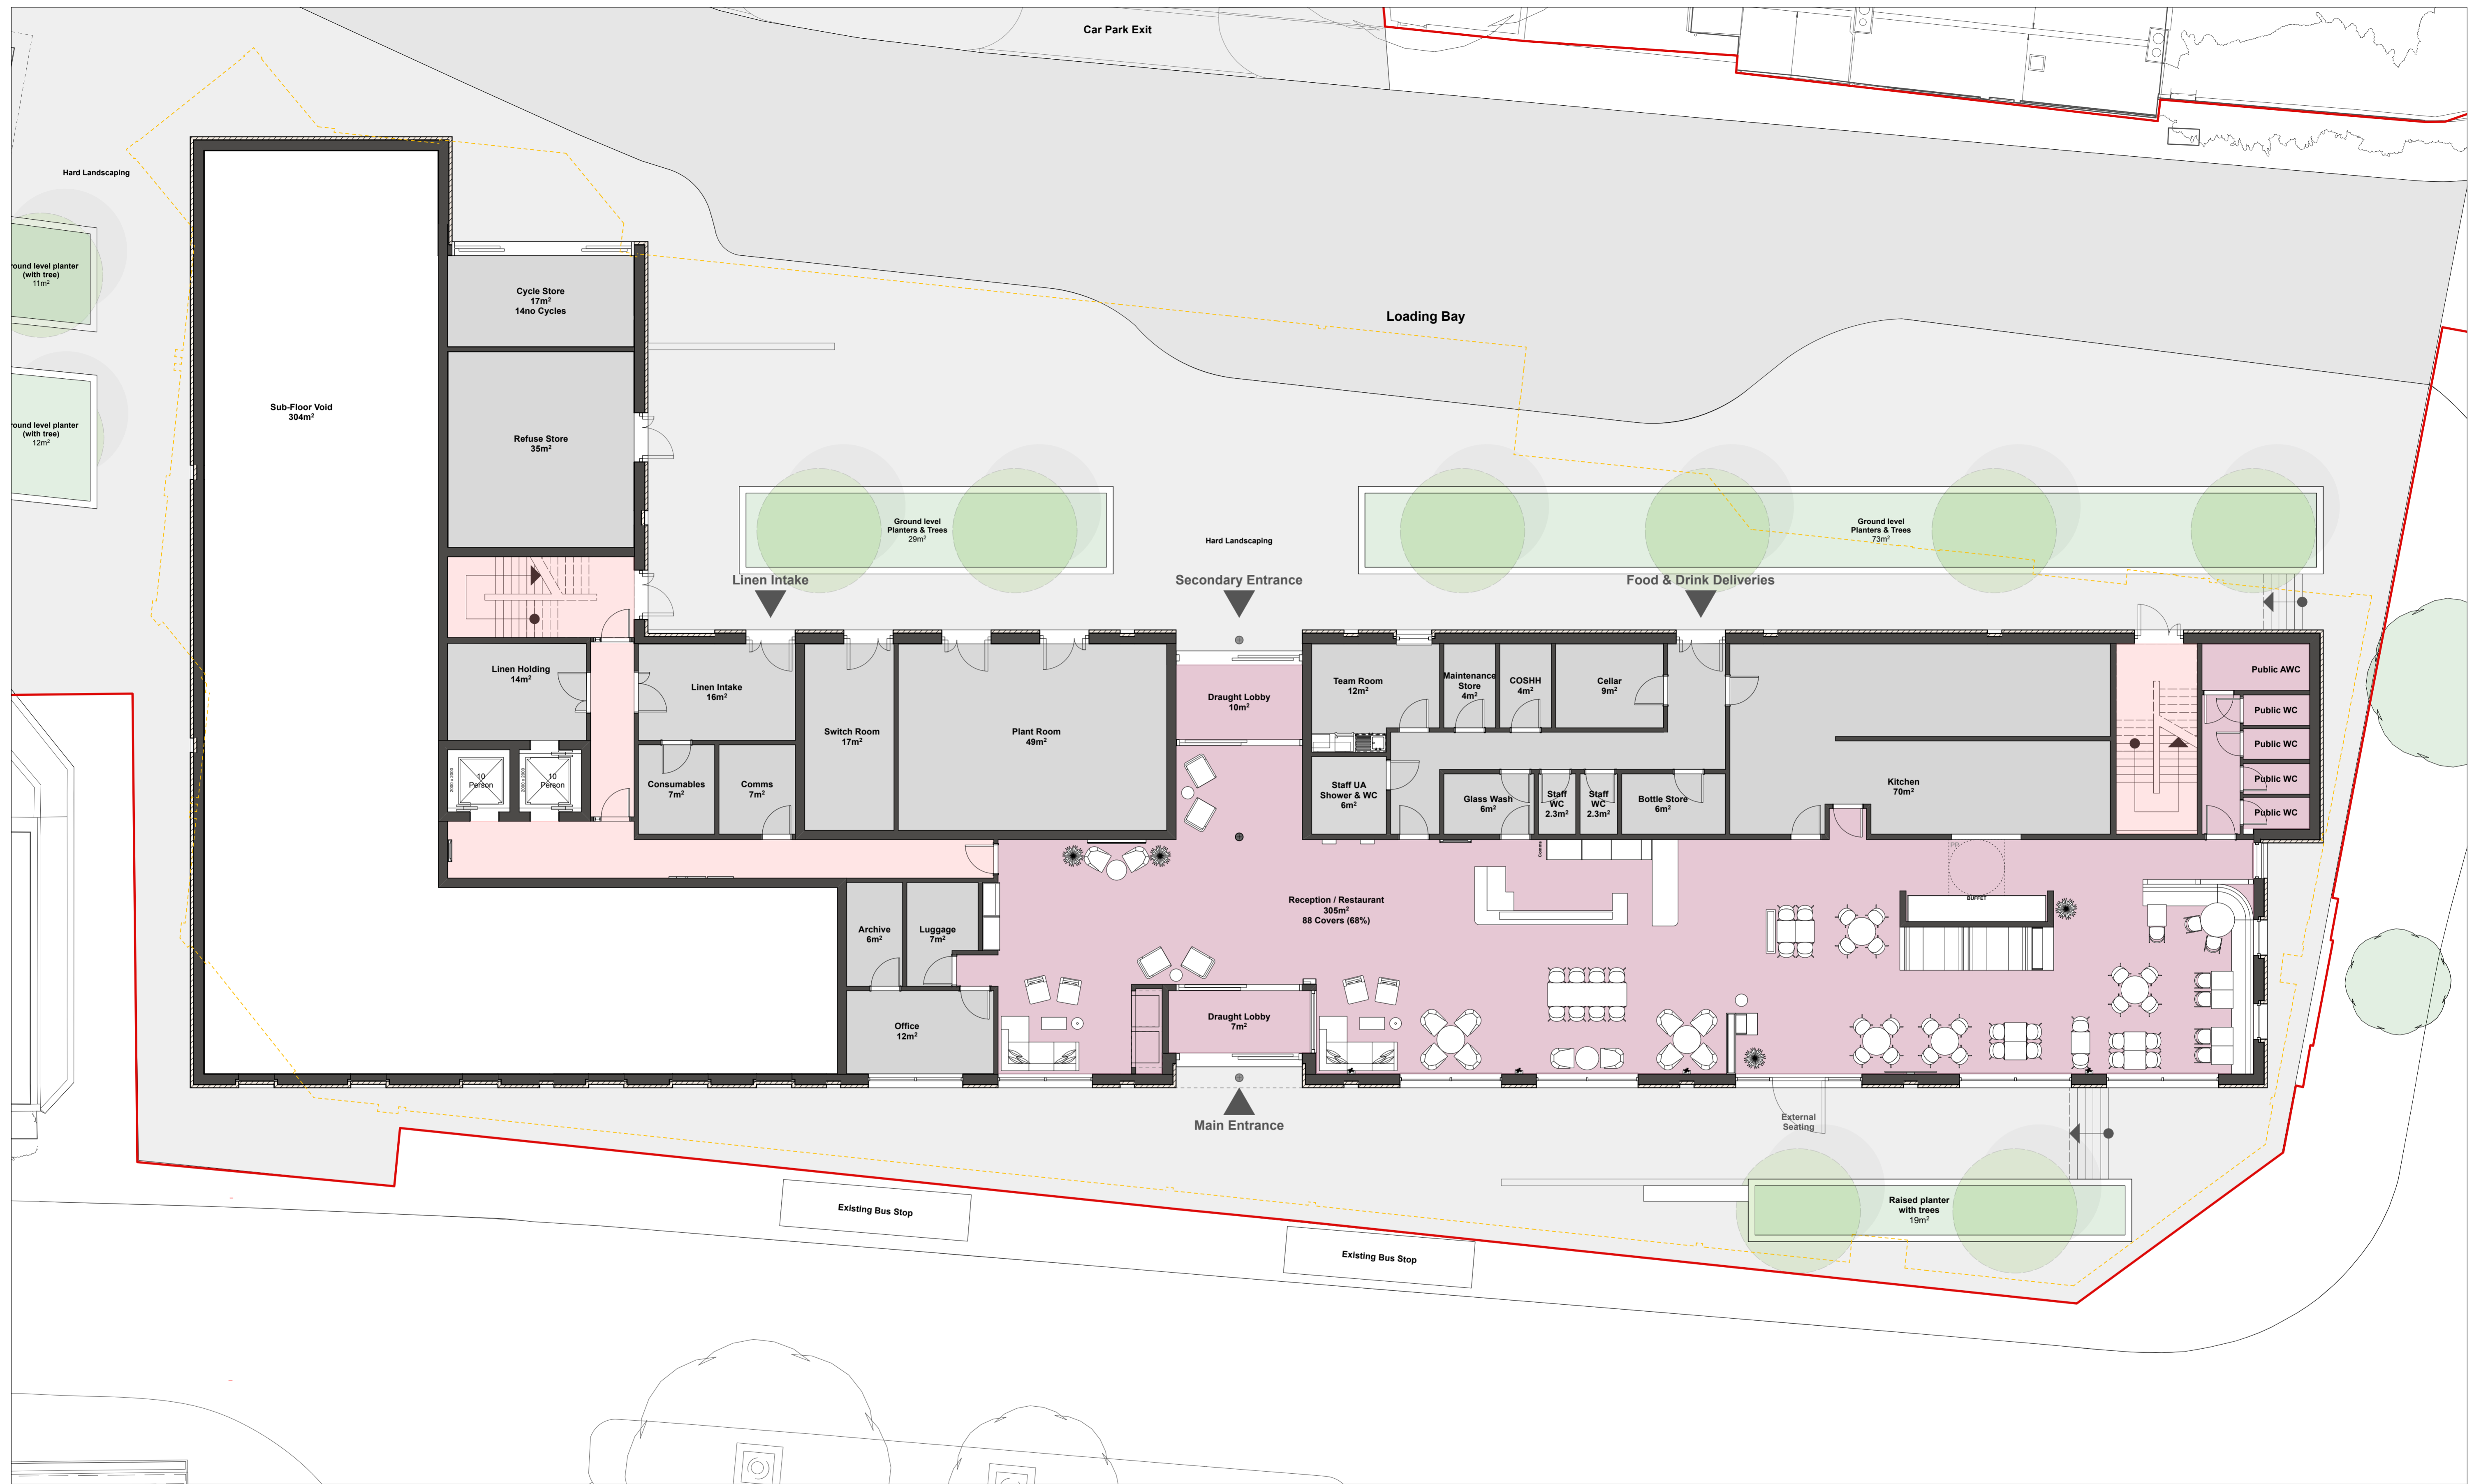 Car Park Exit
Hard Landscaping
round level planter
(with tree)
11m²
Cycle Store
17m²
14no Cycles
Loading Bay
Sub-Floor Void
304m²
round level planter
(with tree)
12m²
Refuse Store
35m²
Ground level
Planters & Trees
29m²
Hard Landscaping
Ground level
Planters & Trees
73m²
Linen Intake
Secondary Entrance
Food & Drink Deliveries
Linen Holding
14m²
Linen Intake
16m²
Switch Room
17m²
Plant Room
49m²
Draught Lobby
10m²
Team Room
12m²
Maintenance
Store
4m²
COSHH
4m²
Cellar
9m²
Public AWC
Public WC
Public WC
Public WC
Public WC
2000 x 2000
10
Person
2000 x 2000
10
Person
Consumables
7m²
Comms
7m²
Staff UA
Shower & WC
6m²
Glass Wash
6m²
Staff
WC
2.3m²
Staff
WC
2.3m²
Bottle Store
6m²
Kitchen
70m²
Comms
Reception / Restaurant
305m²
88 Covers (68%)
BUFFET
Archive
6m²
Luggage
7m²
Office
12m²
Draught Lobby
7m²
Main Entrance
External
Seating
Raised planter
with trees
19m²
Existing Bus Stop
Existing Bus Stop